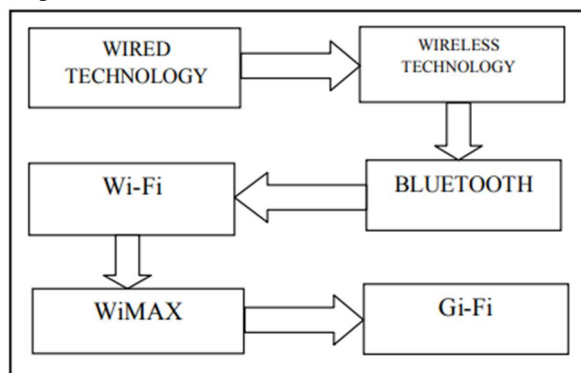 WIRED
TECHNOLOGY
WIRELESS
TECHNOLOGY
BLUETOOTH
Wi-Fi
WiMAX
Gi-Fi